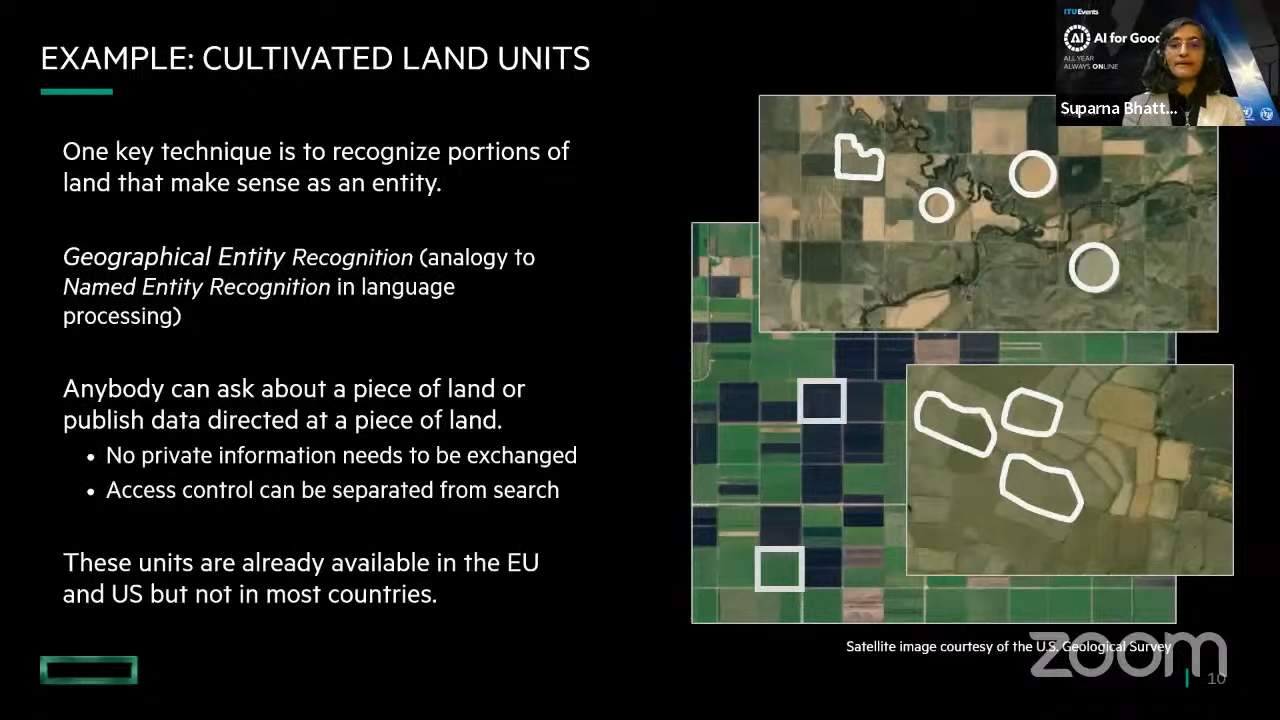 EXAMPLE: CULTIVATED LAND UNITS
ITUEvents
AI
AI for Good
ALL YEAR
ALWAYS ONLINE
Suparna Bhatt...
One key technique is to recognize portions of
land that make sense as an entity.
Geographical Entity Recognition (analogy to
Named Entity Recognition in language
processing)
Anybody can ask about a piece of land or
publish data directed at a piece of land.
• No private information needs to be exchanged
• Access control can be separated from search
These units are already available in the EU
and US but not in most countries.
Satellite image courtesy of the U.S. Geological Survey
zoom
10